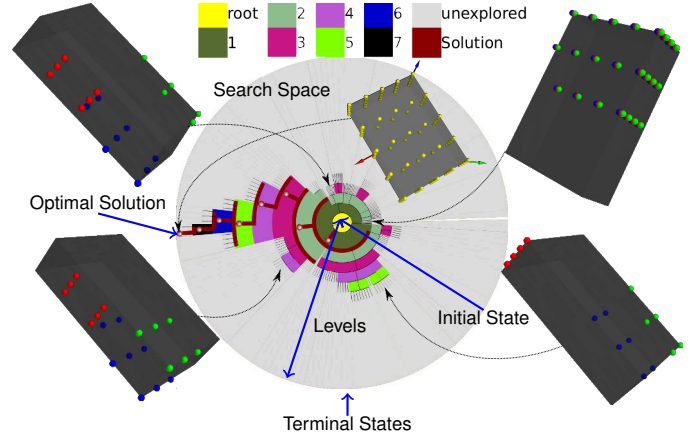 root 2 4 6 unexplored
1 3 5 7 Solution
Search Space
Optimal Solution
Levels
Initial State
Terminal States